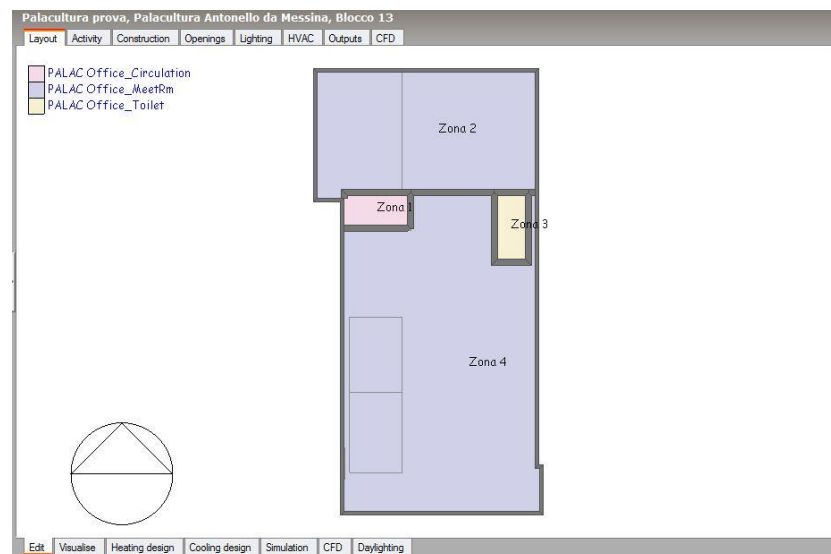 Palacultura prova, Palacultura Antonello da Messina, Blocco 13
Layout Activity Construction Openings Lighting HVAC Outputs CFD
PALAC Office_Circulation
PALAC Office_MeetRm
PALAC Office_Toilet
Zona 2
Zona 1
Zona 3
Zona 4
Edit Visualise Heating design Cooling design Simulation CFD Daylighting